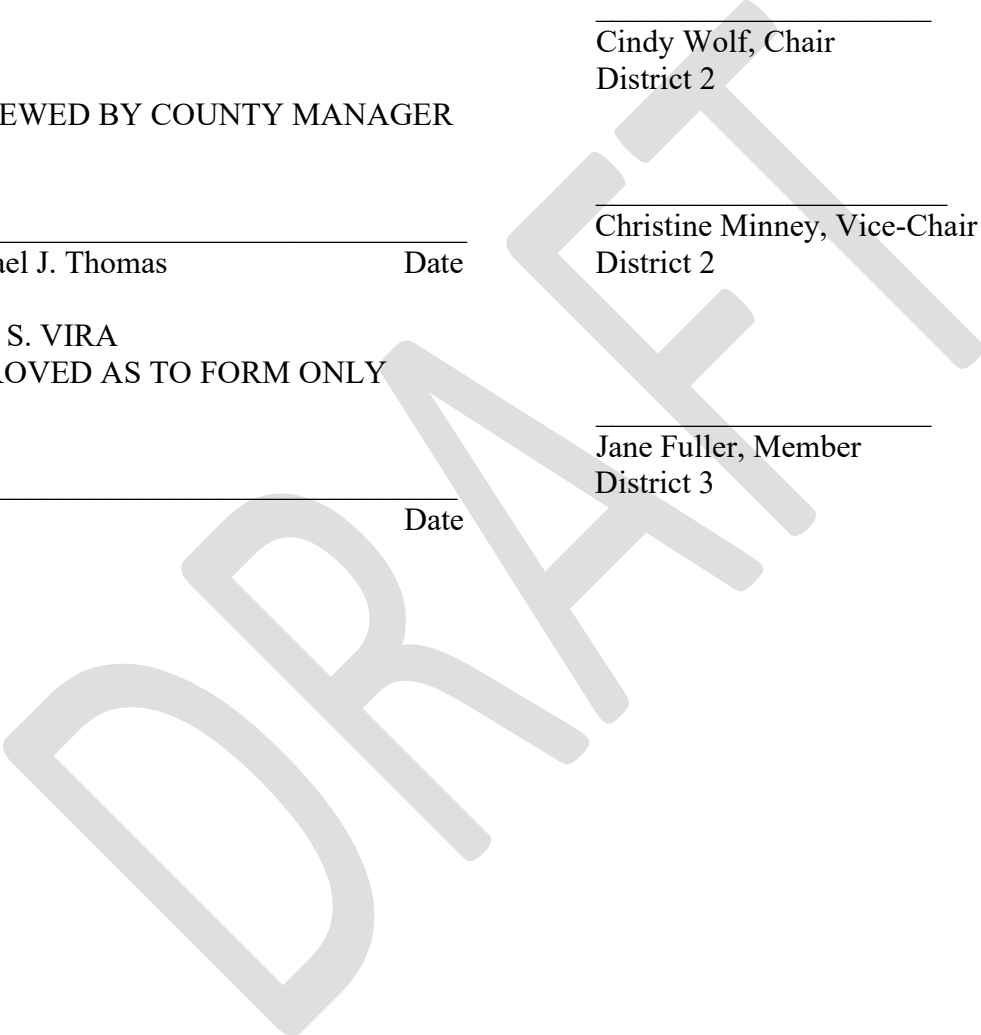 Cindy Wolf, Chair
District 2
EWED BY COUNTY MANAGER
Christine Minney, Vice-Chair
District 2
ael J. Thomas Date
S. VIRA
ROVED AS TO FORM ONLY
Jane Fuller, Member
District 3
Date
DRAFT